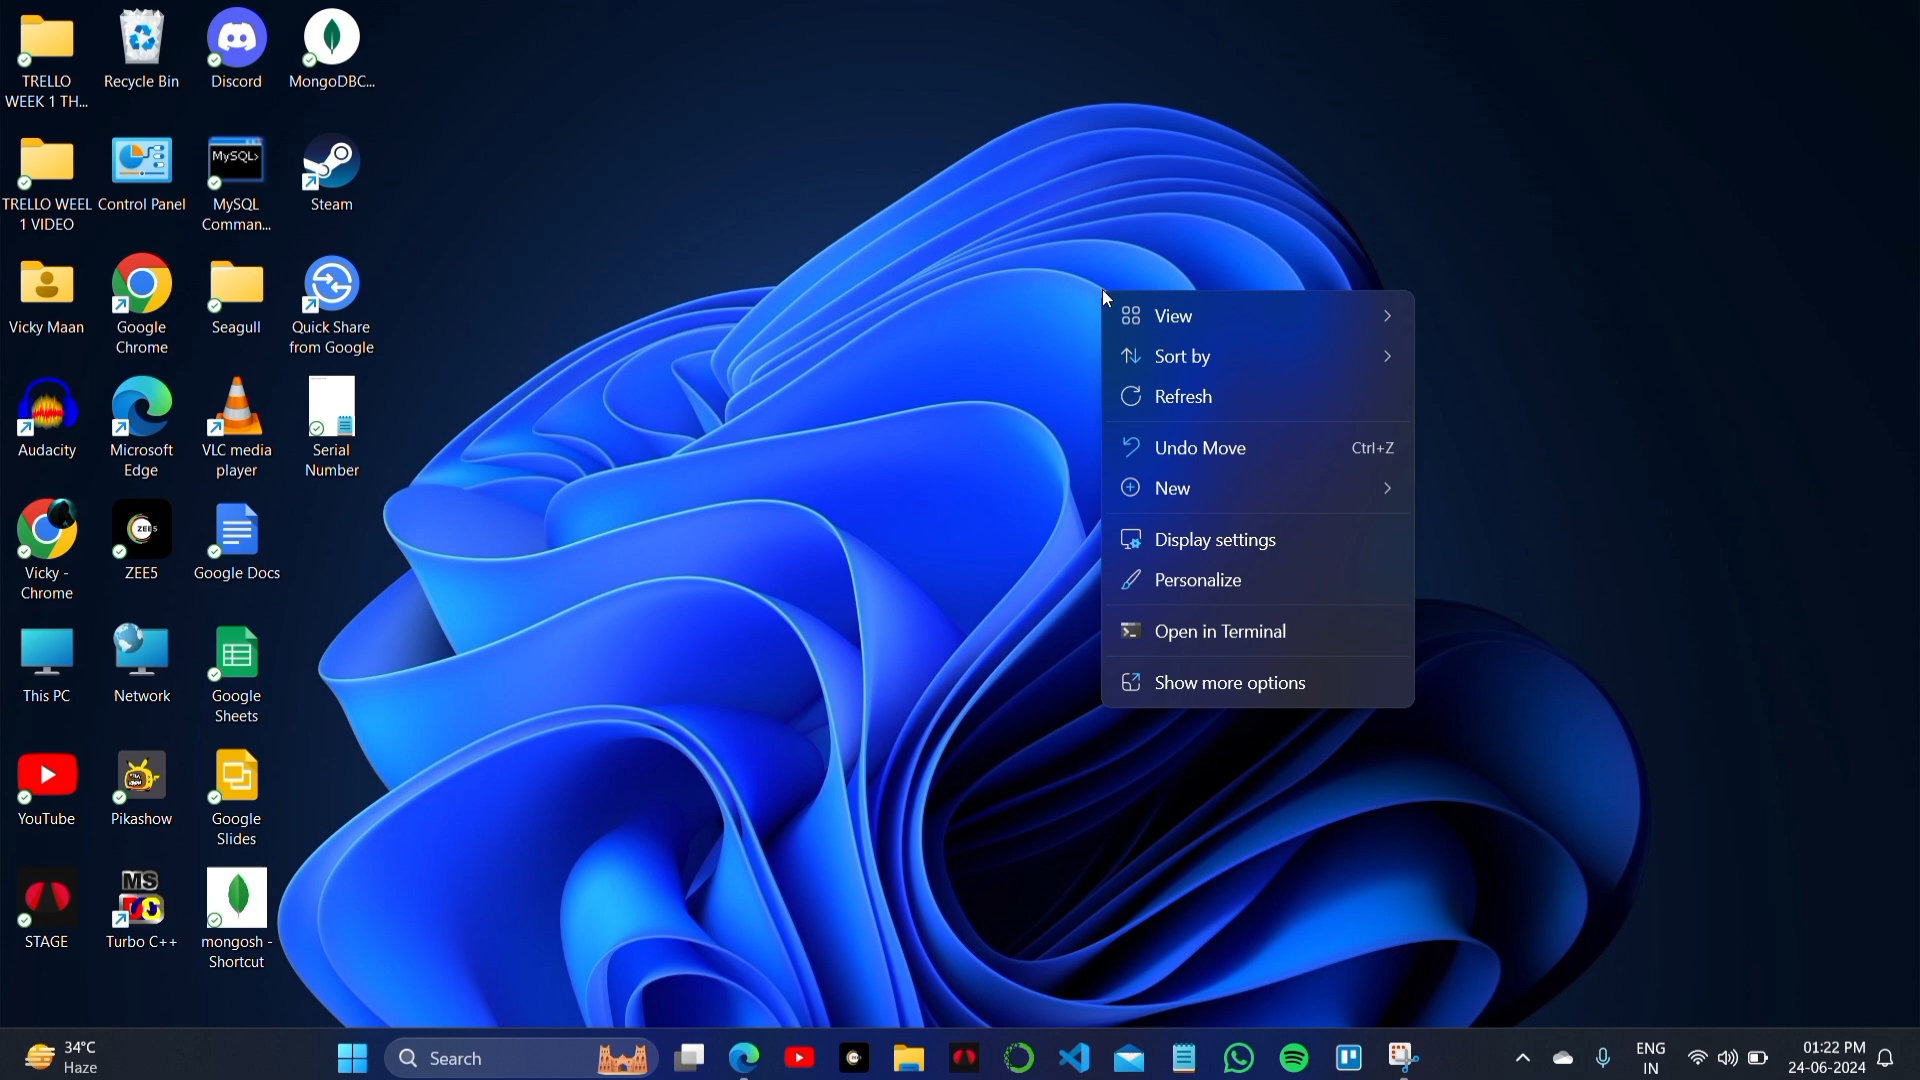 TRELLO
WEEK 1 TH...
Recycle Bin
Discord
MongoDBC...
TRELLO WEEL
1 VIDEO
Control Panel
MySQL>
MySQL
Comman...
Steam
Vicky Maan
Google
Chrome
Seagull
Quick Share
from Google
Audacity
Microsoft
Edge
VLC media
player
Serial
Number
Vicky -
Chrome
ZEE5
ZEE5
Google Docs
This PC
Network
Google
Sheets
YouTube
Pikashow
Google
Slides
STAGE
MS
Turbo C++
mongosh -
Shortcut
View
Sort by
Refresh
Undo Move Ctrl+Z
New
Display settings
Personalize
Open in Terminal
Show more options
34°C
Haze
Search
ENG
IN
01:22 PM
24-06-2024